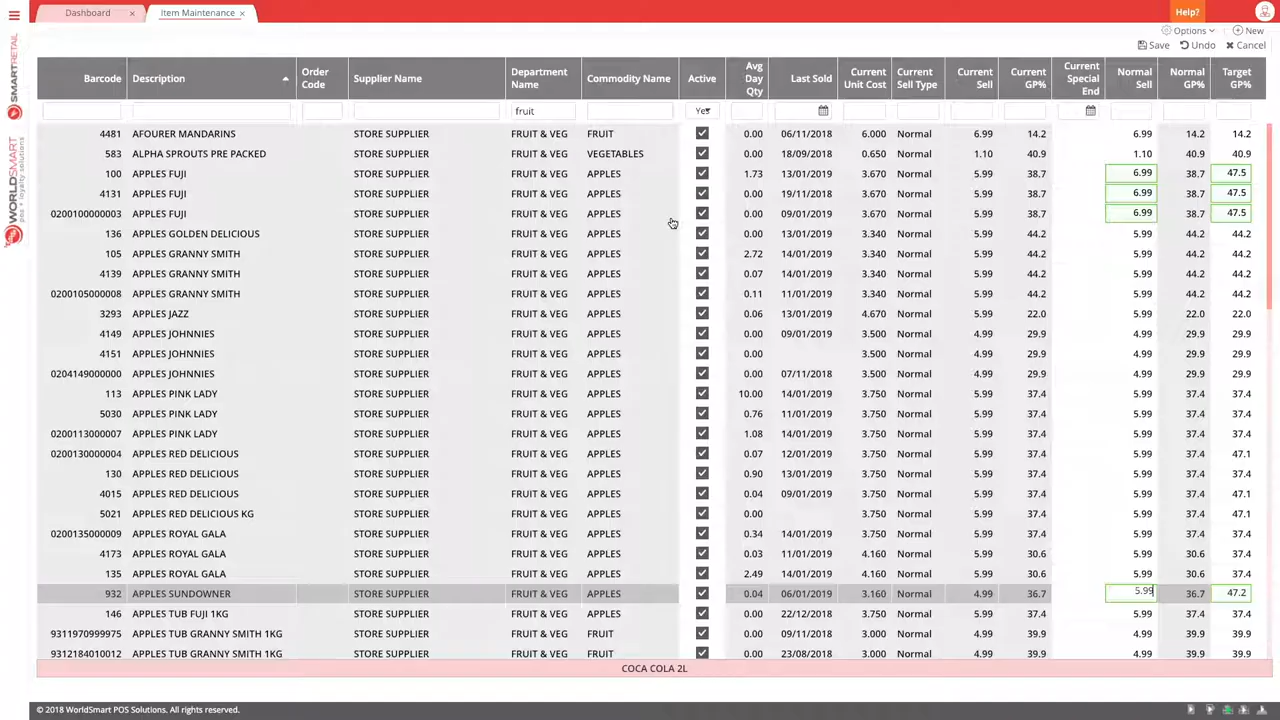 Dashboard × Item Maintenance × Help?
Options New
Save Undo Cancel
SMARTRETAIL
WORLDSMART
pos + loyalty solutions
Barcode Description Order Code Supplier Name Department Name Commodity Name Active Avg Day Qty Last Sold Current Unit Cost Current Sell Type Current Sell Current GP% Current Special End Normal Sell Normal GP% Target GP%
fruit Yes
4481 AFOURER MANDARINS STORE SUPPLIER FRUIT & VEG FRUIT 0.00 06/11/2018 6.000 Normal 6.99 14.2 6.99 14.2 14.2
583 ALPHA SPROUTS PRE PACKED STORE SUPPLIER FRUIT & VEG VEGETABLES 0.00 18/09/2018 0.650 Normal 1.10 40.9 1.10 40.9 40.9
100 APPLES FUJI STORE SUPPLIER FRUIT & VEG APPLES 1.73 13/01/2019 3.670 Normal 5.99 38.7 6.99 38.7 47.5
4131 APPLES FUJI STORE SUPPLIER FRUIT & VEG APPLES 0.00 19/11/2018 3.670 Normal 5.99 38.7 6.99 38.7 47.5
0200100000003 APPLES FUJI STORE SUPPLIER FRUIT & VEG APPLES 0.00 09/01/2019 3.670 Normal 5.99 38.7 6.99 38.7 47.5
136 APPLES GOLDEN DELICIOUS STORE SUPPLIER FRUIT & VEG APPLES 0.00 13/01/2019 3.340 Normal 5.99 44.2 5.99 44.2 44.2
105 APPLES GRANNY SMITH STORE SUPPLIER FRUIT & VEG APPLES 2.72 14/01/2019 3.340 Normal 5.99 44.2 5.99 44.2 44.2
4139 APPLES GRANNY SMITH STORE SUPPLIER FRUIT & VEG APPLES 0.07 14/01/2019 3.340 Normal 5.99 44.2 5.99 44.2 44.2
0200105000008 APPLES GRANNY SMITH STORE SUPPLIER FRUIT & VEG APPLES 0.11 11/01/2019 3.340 Normal 5.99 44.2 5.99 44.2 44.2
3293 APPLES JAZZ STORE SUPPLIER FRUIT & VEG APPLES 0.06 13/01/2019 4.670 Normal 5.99 22.0 5.99 22.0 22.0
4149 APPLES JOHNNIES STORE SUPPLIER FRUIT & VEG APPLES 0.00 09/01/2019 3.500 Normal 4.99 29.9 4.99 29.9 29.9
4151 APPLES JOHNNIES STORE SUPPLIER FRUIT & VEG APPLES 0.00 3.500 Normal 4.99 29.9 4.99 29.9 29.9
0204149000000 APPLES JOHNNIES STORE SUPPLIER FRUIT & VEG APPLES 0.00 07/11/2018 3.500 Normal 4.99 29.9 4.99 29.9 29.9
113 APPLES PINK LADY STORE SUPPLIER FRUIT & VEG APPLES 10.00 14/01/2019 3.750 Normal 5.99 37.4 5.99 37.4 37.4
5030 APPLES PINK LADY STORE SUPPLIER FRUIT & VEG APPLES 0.76 11/01/2019 3.750 Normal 5.99 37.4 5.99 37.4 37.4
0200113000007 APPLES PINK LADY STORE SUPPLIER FRUIT & VEG APPLES 1.08 14/01/2019 3.750 Normal 5.99 37.4 5.99 37.4 37.4
0200130000004 APPLES RED DELICIOUS STORE SUPPLIER FRUIT & VEG APPLES 0.07 12/01/2019 3.750 Normal 5.99 37.4 5.99 37.4 47.1
130 APPLES RED DELICIOUS STORE SUPPLIER FRUIT & VEG APPLES 0.90 13/01/2019 3.750 Normal 5.99 37.4 5.99 37.4 37.4
4015 APPLES RED DELICIOUS STORE SUPPLIER FRUIT & VEG APPLES 0.04 09/01/2019 3.750 Normal 5.99 37.4 5.99 37.4 47.1
5021 APPLES RED DELICIOUS KG STORE SUPPLIER FRUIT & VEG APPLES 0.00 3.750 Normal 5.99 37.4 5.99 37.4 47.1
0200135000009 APPLES ROYAL GALA STORE SUPPLIER FRUIT & VEG APPLES 0.34 14/01/2019 3.750 Normal 5.99 37.4 5.99 37.4 37.4
4173 APPLES ROYAL GALA STORE SUPPLIER FRUIT & VEG APPLES 0.03 11/01/2019 4.160 Normal 5.99 30.6 5.99 30.6 37.4
135 APPLES ROYAL GALA STORE SUPPLIER FRUIT & VEG APPLES 2.49 14/01/2019 4.160 Normal 5.99 30.6 5.99 30.6 37.4
932 APPLES SUNDOWNER STORE SUPPLIER FRUIT & VEG APPLES 0.04 06/01/2019 3.160 Normal 4.99 36.7 5.99 36.7 47.2
146 APPLES TUB FUJI 1KG STORE SUPPLIER FRUIT & VEG APPLES 0.00 22/12/2018 3.750 Normal 5.99 37.4 5.99 37.4 37.4
9311970999975 APPLES TUB GRANNY SMITH 1KG STORE SUPPLIER FRUIT & VEG FRUIT 0.00 09/11/2018 3.000 Normal 4.99 39.9 4.99 39.9 39.9
9312184010012 APPLES TUB GRANNY SMITH 1KG STORE SUPPLIER FRUIT & VEG FRUIT 0.00 23/08/2019 3.000 Normal 4.99 39.9 4.99 39.9 39.9
COCA COLA 2L
© 2018 WorldSmart POS Solutions. All rights reserved.